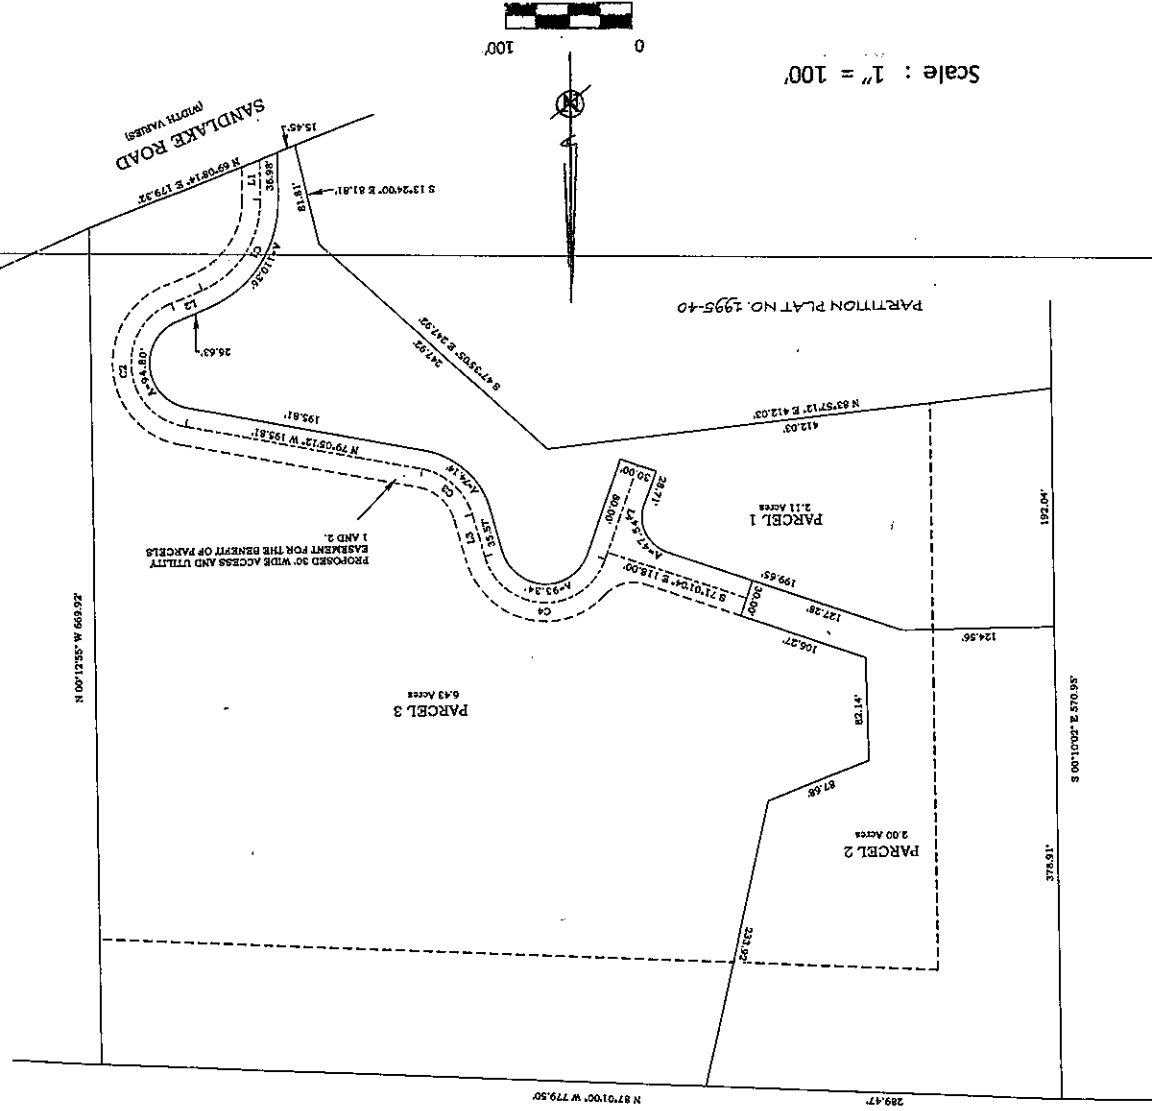 289.47'
N 87°01'00" W 779.50'
233.92'
378.91'
PARCEL 2
2.00 Acres
87.68'
S 00°10'02" E 570.95'
82.14'
PARCEL 3
6.43 Acres
N 00°12'55" W 669.92'
124.56'
106.27'
127.28'
30.00'
199.65'
S 71°01'04" E 118.00'
C4
A=93.34'
A=47.54'
L4
60.00'
28.71'
30.00'
PROPOSED 30' WIDE ACCESS AND UTILITY
EASEMENT FOR THE BENEFIT OF PARCELS
1 AND 2.
L3
35.57'
PARCEL 1
2.11 Acres
192.04'
C3
A=74.14'
N 79°05'12" W 195.81'
195.81'
412.03'
N 83°57'12" E 412.03'
C2
A=94.80'
26.63'
247.92'
S 47°35'05" E 247.92'
PARTITION PLAT NO. 1995-40
L2
C1
A=110.36'
S 13°24'00" E 81.81'
81.81'
L1
36.98'
N 69°08'14" E 179.32'
15.45'
SANDLAKE ROAD
(WIDTH VARIES)
N
Scale : 1" = 100'
0
100'